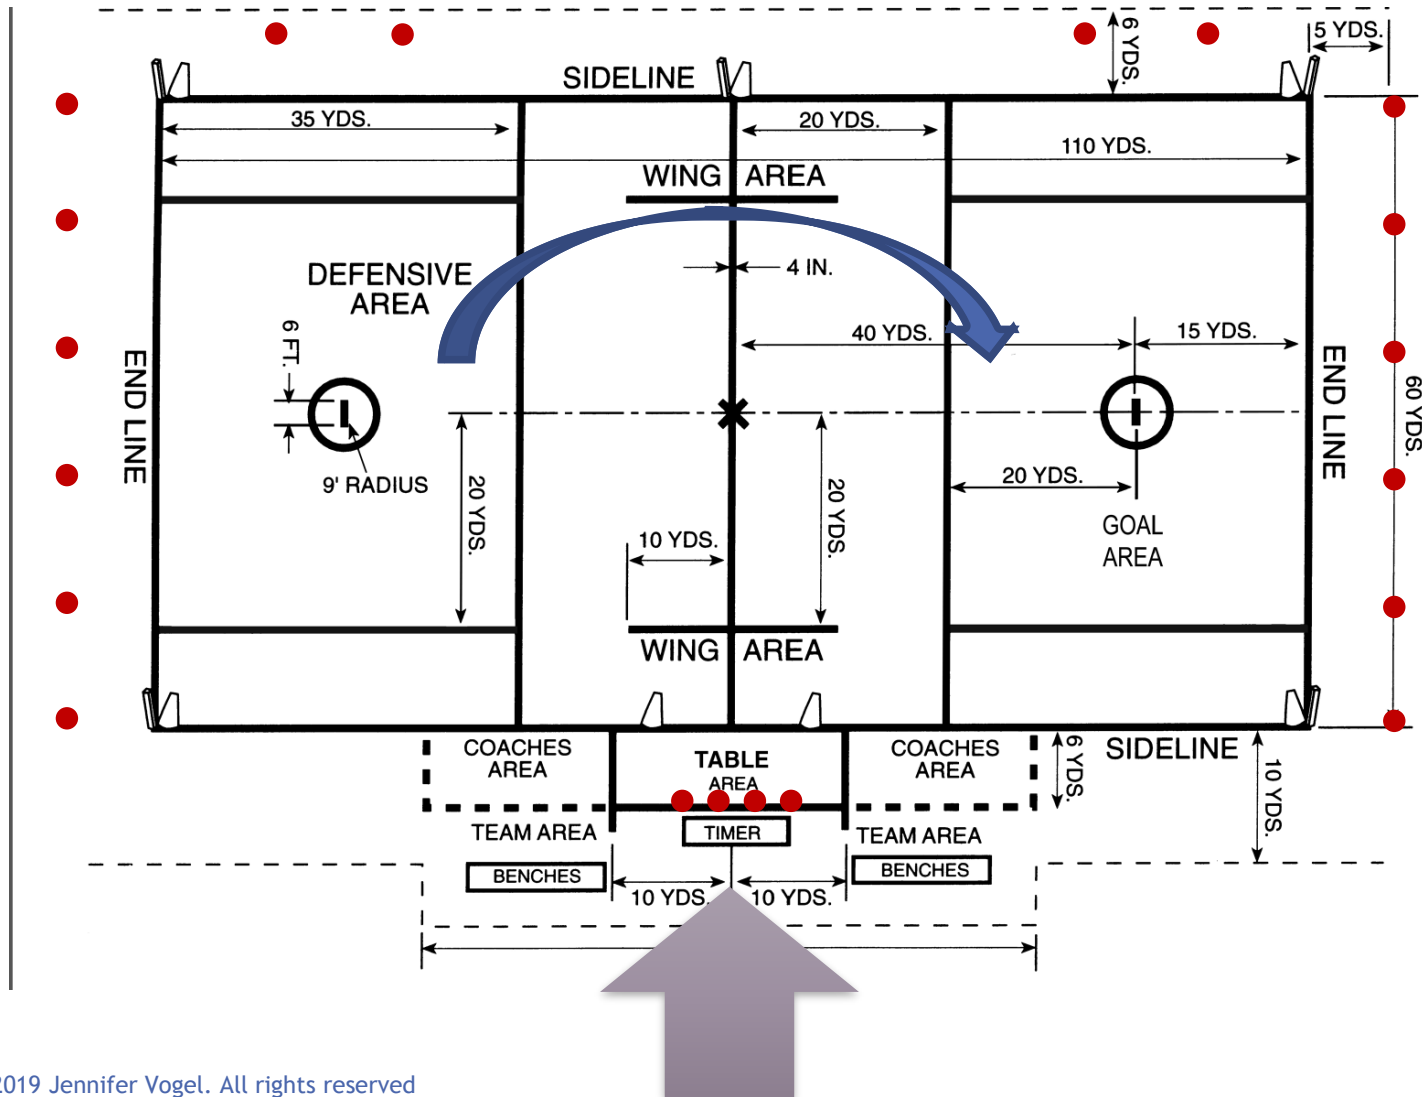 6 YDS.
5 YDS.
SIDELINE
35 YDS.
20 YDS.
110 YDS.
WING AREA
4 IN.
DEFENSIVE
AREA
6 FT.
40 YDS.
15 YDS.
END LINE
END LINE
60 YDS.
9' RADIUS
20 YDS.
20 YDS.
20 YDS.
10 YDS.
GOAL
AREA
WING AREA
COACHES
AREA
TABLE
AREA
COACHES
AREA
6 YDS.
SIDELINE
10 YDS.
TEAM AREA
TIMER
TEAM AREA
BENCHES
BENCHES
10 YDS.
10 YDS.
2019 Jennifer Vogel. All rights reserved